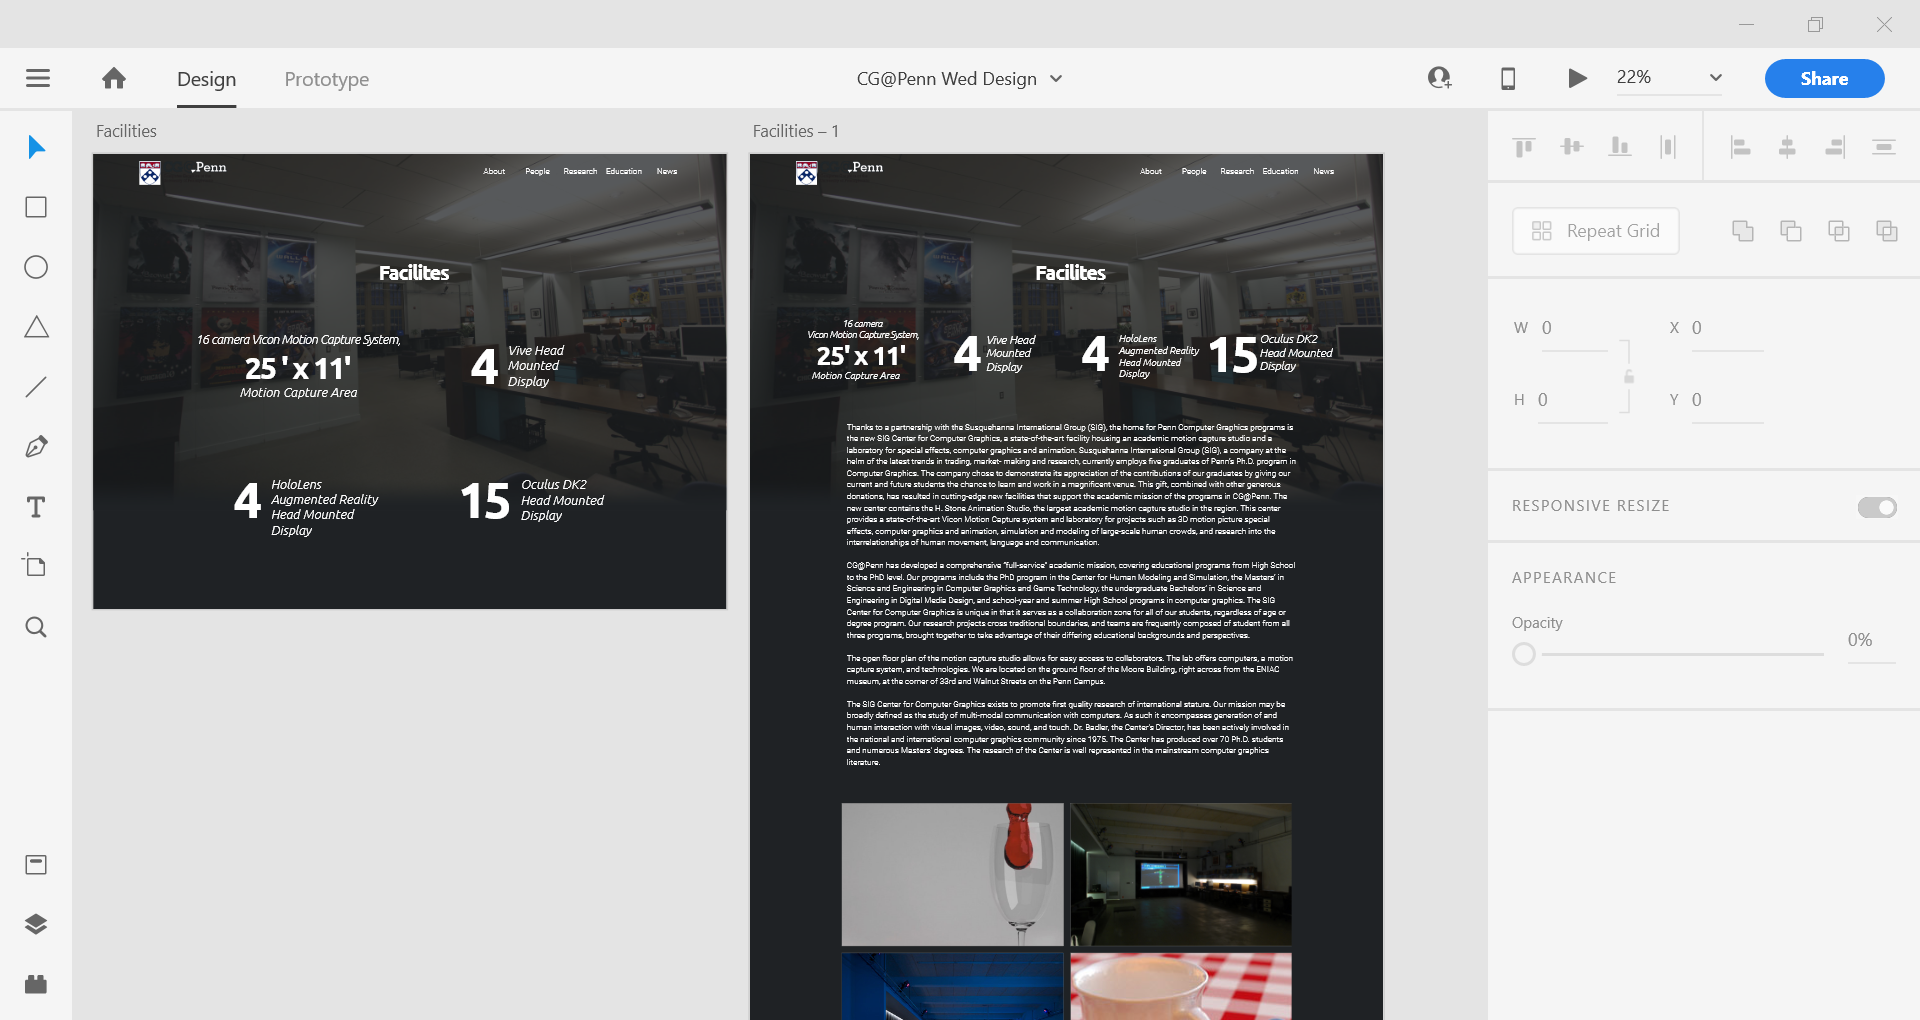 Design
Prototype
CG@Penn Wed Design
22%
Share
Facilities
Penn
About People Research Education News
Facilites
16 camera Vicon Motion Capture System,
25 ' x 11'
Motion Capture Area
4
Vive Head
Mounted
Display
4
HoloLens
Augmented Reality
Head Mounted
Display
15
Oculus DK2
Head Mounted
Display
Facilities – 1
Penn
About People Research Education News
Facilites
16 camera
Vicon Motion Capture System,
25' x 11'
Motion Capture Area
4
Vive Head
Mounted
Display
4
HoloLens
Augmented Reality
Head Mounted
Display
15
Oculus DK2
Head Mounted
Display
Thanks to a partnership with the Susquehanna International Group (SIG), the home for Penn Computer Graphics programs is
the new SIG Center for Computer Graphics, a state-of-the-art facility housing an academic motion capture studio and a
laboratory for special effects, computer graphics and animation. Susquehanna International Group (SIG), a company at the
helm of the latest trends in trading, market- making and research, currently employs five graduates of Penn's Ph.D. program in
Computer Graphics. The company chose to demonstrate its appreciation of the contributions of our graduates by giving our
current and future students the chance to learn and work in a magnificent venue. This gift, combined with other generous
donations, has resulted in cutting-edge new facilities that support the academic mission of the programs in CG@Penn. The
new center contains the H. Stone Animation Studio, the largest academic motion capture studio in the region. This center
provides a state-of-the-art Vicon Motion Capture system and laboratory for projects such as 3D motion picture special
effects, computer graphics and animation, simulation and modeling of large-scale human crowds, and research into the
interrelationships of human movement, language and communication.
CG@Penn has developed a comprehensive "full-service" academic mission, covering educational programs from High School
to the PhD level. Our programs include the PhD program in the Center for Human Modeling and Simulation, the Masters' in
Science and Engineering in Computer Graphics and Game Technology, the undergraduate Bachelors' in Science and
Engineering in Digital Media Design, and school-year and summer High School programs in computer graphics. The SIG
Center for Computer Graphics is unique in that it serves as a collaboration zone for all of our students, regardless of age or
degree program. Our research projects cross traditional boundaries, and teams are frequently composed of student from all
three programs, brought together to take advantage of their differing educational backgrounds and perspectives.
The open floor plan of the motion capture studio allows for easy access to collaborators. The lab offers computers, a motion
capture system, and technologies. We are located on the ground floor of the Moore Building, right across from the ENIAC
museum, at the corner of 33rd and Walnut Streets on the Penn Campus.
The SIG Center for Computer Graphics exists to promote first quality research of international stature. Our mission may be
broadly defined as the study of multi-modal communication with computers. As such it encompasses generation of and
human interaction with visual images, video, sound, and touch. Dr. Badler, the Center's Director, has been actively involved in
the national and international computer graphics community since 1975. The Center has produced over 70 Ph.D. students
and numerous Masters' degrees. The research of the Center is well represented in the mainstream computer graphics
literature.
Repeat Grid
W 0
X 0
H 0
Y 0
RESPONSIVE RESIZE
APPEARANCE
Opacity
0%